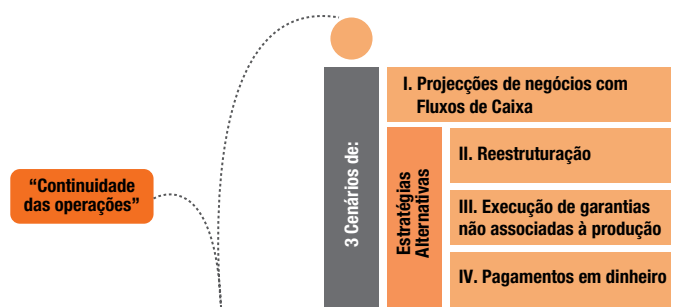 “Continuidade
das operações”
3 Cenários de:
I. Projecções de negócios com
Fluxos de Caixa
Estratégias
Alternativas
II. Reestruturação
III. Execução de garantias
não associadas à produção
IV. Pagamentos em dinheiro